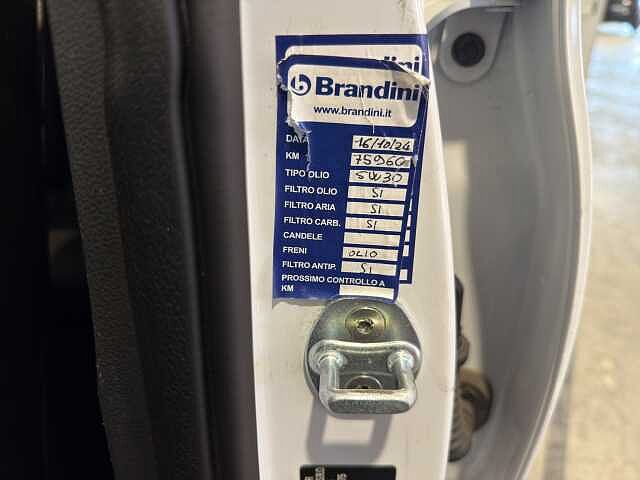 Brandini
www.brandini.it
DATA 16/10/24
KM 75960
TIPO OLIO 5W30
FILTRO OLIO SI
FILTRO ARIA SI
FILTRO CARB. SI
CANDELE
FRENI OLIO
FILTRO ANTIP. SI
PROSSIMO CONTROLLO A
KM